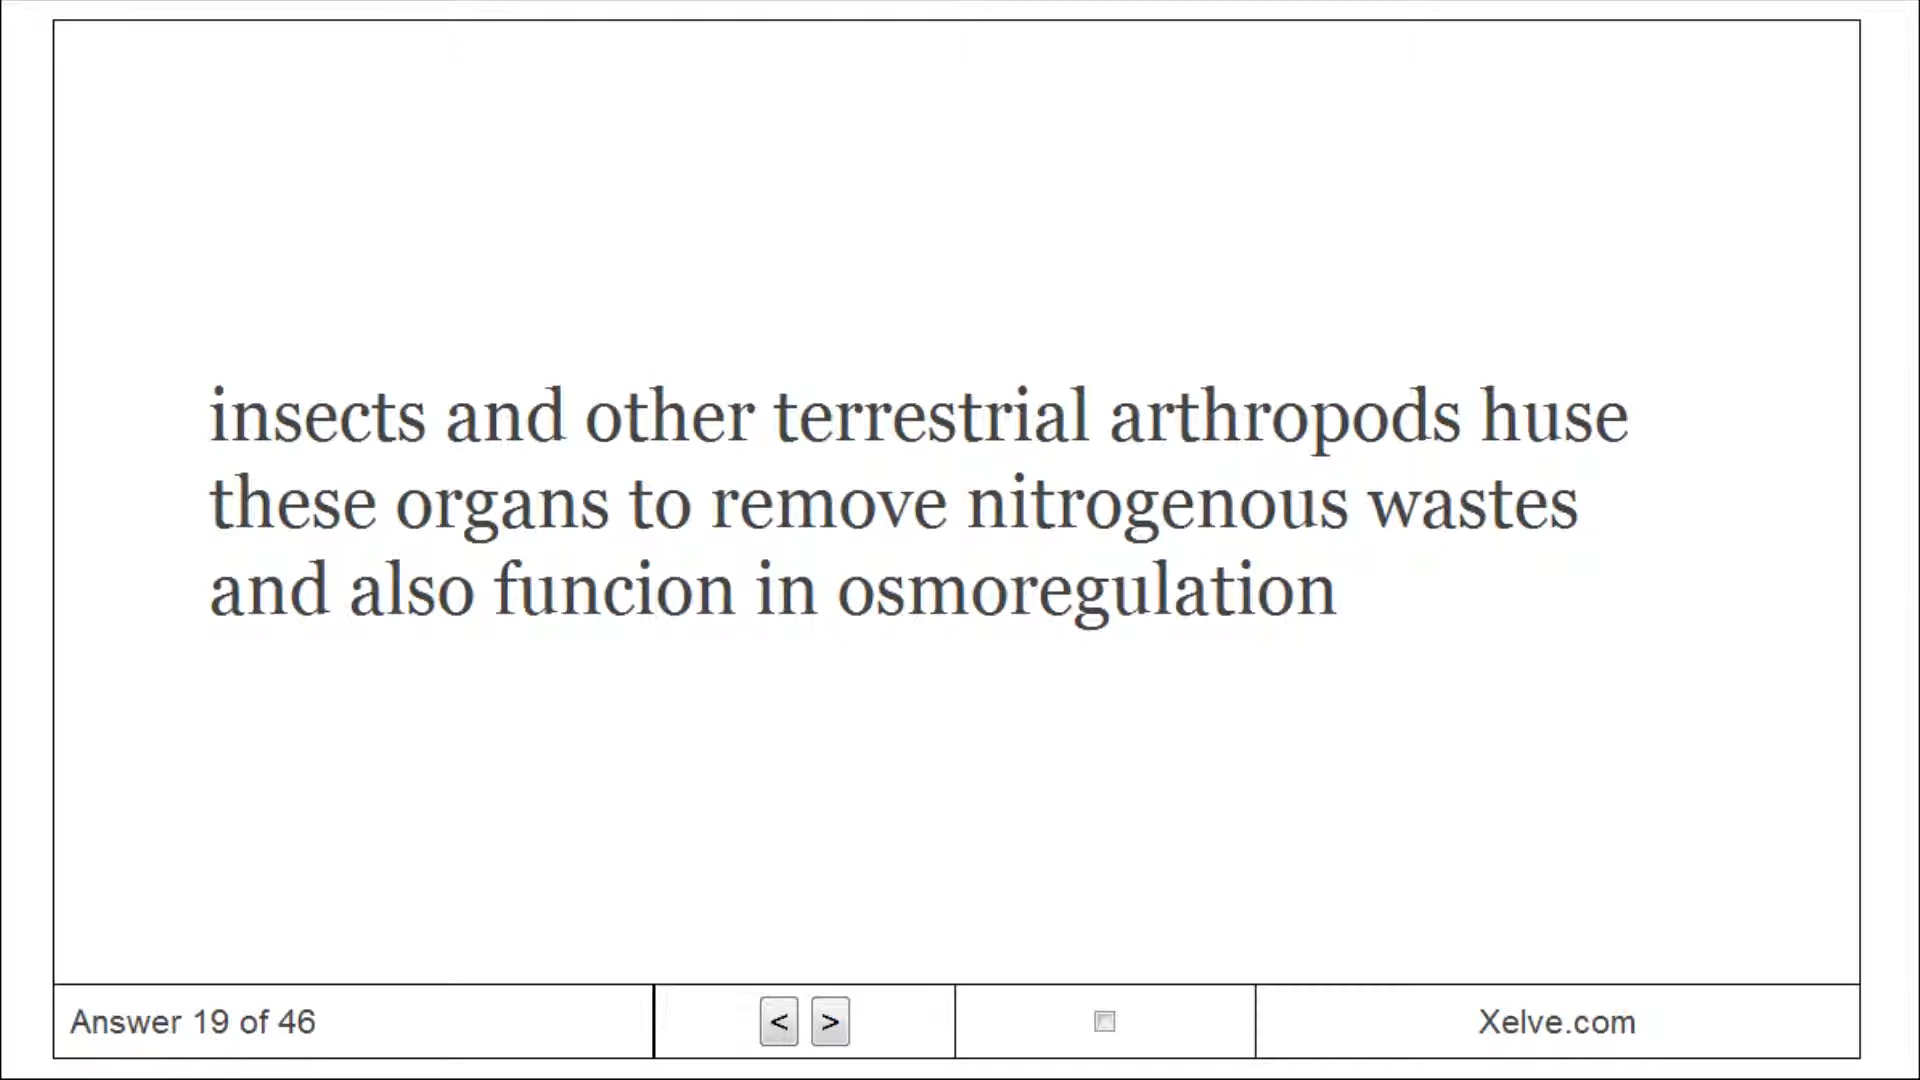 insects and other terrestrial arthropods huse
these organs to remove nitrogenous wastes
and also funcion in osmoregulation
Answer 19 of 46
< >
Xelve.com